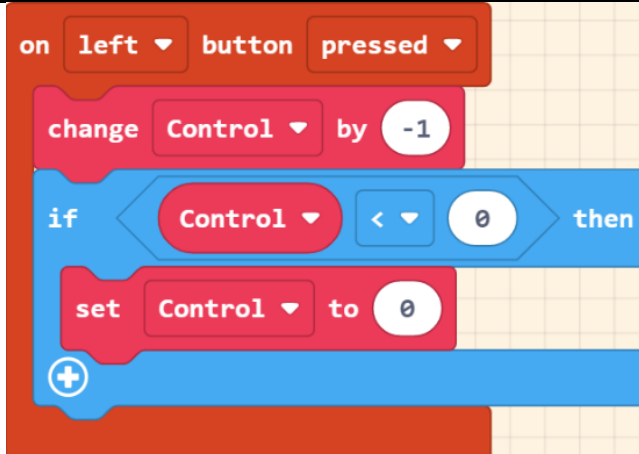 on left button pressed
change Control by -1
if Control < 0 then
set Control to 0